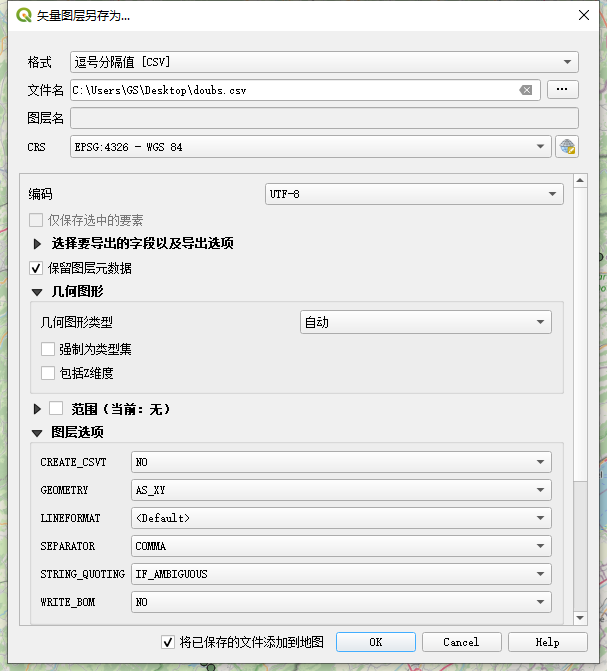 矢量图层另存为...
格式 逗号分隔值 [CSV]
文件名 C:\Users\GS\Desktop\doubs.csv ...
图层名
CRS EPSG:4326 - WGS 84
编码 UTF-8
仅保存选中的要素
选择要导出的字段以及导出选项
保留图层元数据
几何图形
几何图形类型 自动
强制为类型集
包括Z维度
范围（当前：无）
图层选项
CREATE_CSVT NO
GEOMETRY AS_XY
LINEFORMAT <Default>
SEPARATOR COMMA
STRING_QUOTING IF_AMBIGUOUS
WRITE_BOM NO
将已保存的文件添加到地图 OK Cancel Help